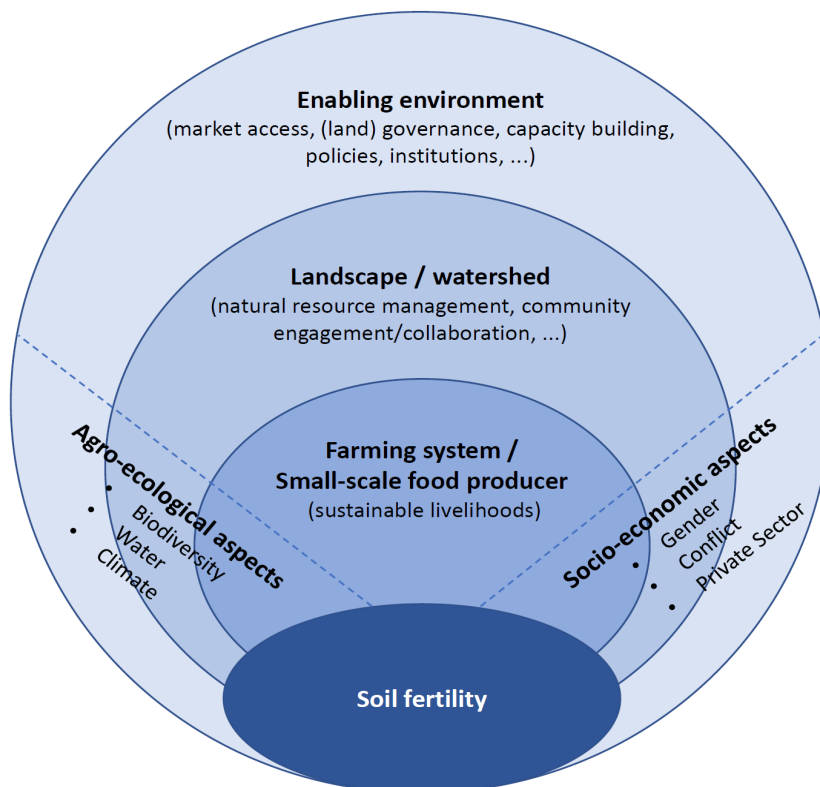 Enabling environment
(market access, (land) governance, capacity building,
policies, institutions, ...)
Landscape / watershed
(natural resource management, community
engagement/collaboration, ...)
Farming system /
Small-scale food producer
(sustainable livelihoods)
Agro-ecological aspects
• Biodiversity
• Water
• Climate
Socio-economic aspects
• Gender
• Conflict
• Private Sector
Soil fertility